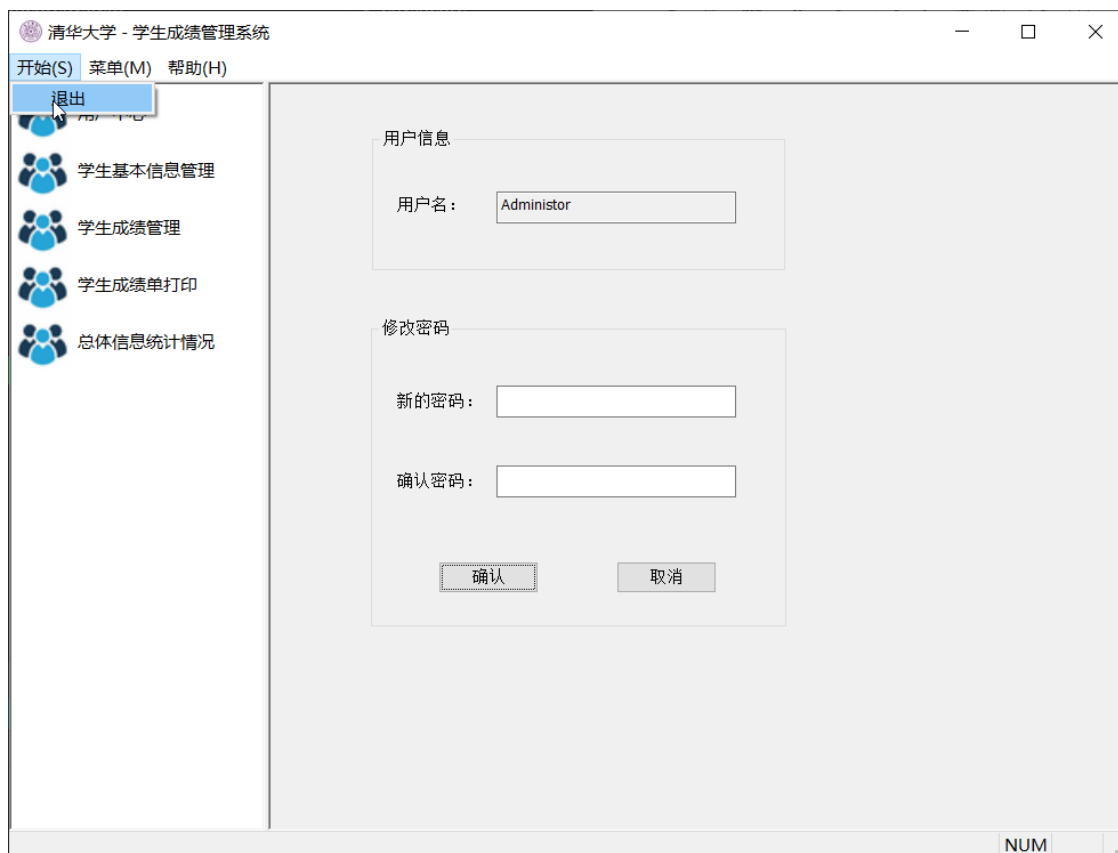 清华大学 - 学生成绩管理系统
开始(S) 菜单(M) 帮助(H)
退出
学生基本信息管理
学生成绩管理
学生成绩单打印
总体信息统计情况
用户信息
用户名： Administor
修改密码
新的密码：
确认密码：
确认 取消
NUM